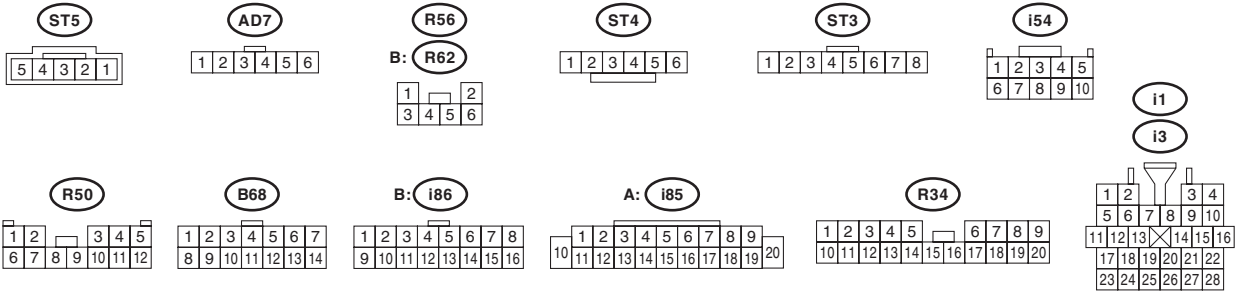 ST5
5 4 3 2 1
AD7
1 2 3 4 5 6
R56
B: R62
1 2
3 4 5 6
ST4
1 2 3 4 5 6
ST3
1 2 3 4 5 6 7 8
i54
1 2 3 4 5
6 7 8 9 10
i1
i3
1 2 3 4
5 6 7 8 9 10
11 12 13 14 15 16
17 18 19 20 21 22
23 24 25 26 27 28
R50
1 2 3 4 5
6 7 8 9 10 11 12
B68
1 2 3 4 5 6 7
8 9 10 11 12 13 14
B: i86
1 2 3 4 5 6 7 8
9 10 11 12 13 14 15 16
A: i85
1 2 3 4 5 6 7 8 9
10 11 12 13 14 15 16 17 18 19 20
R34
1 2 3 4 5 6 7 8 9
10 11 12 13 14 15 16 17 18 19 20